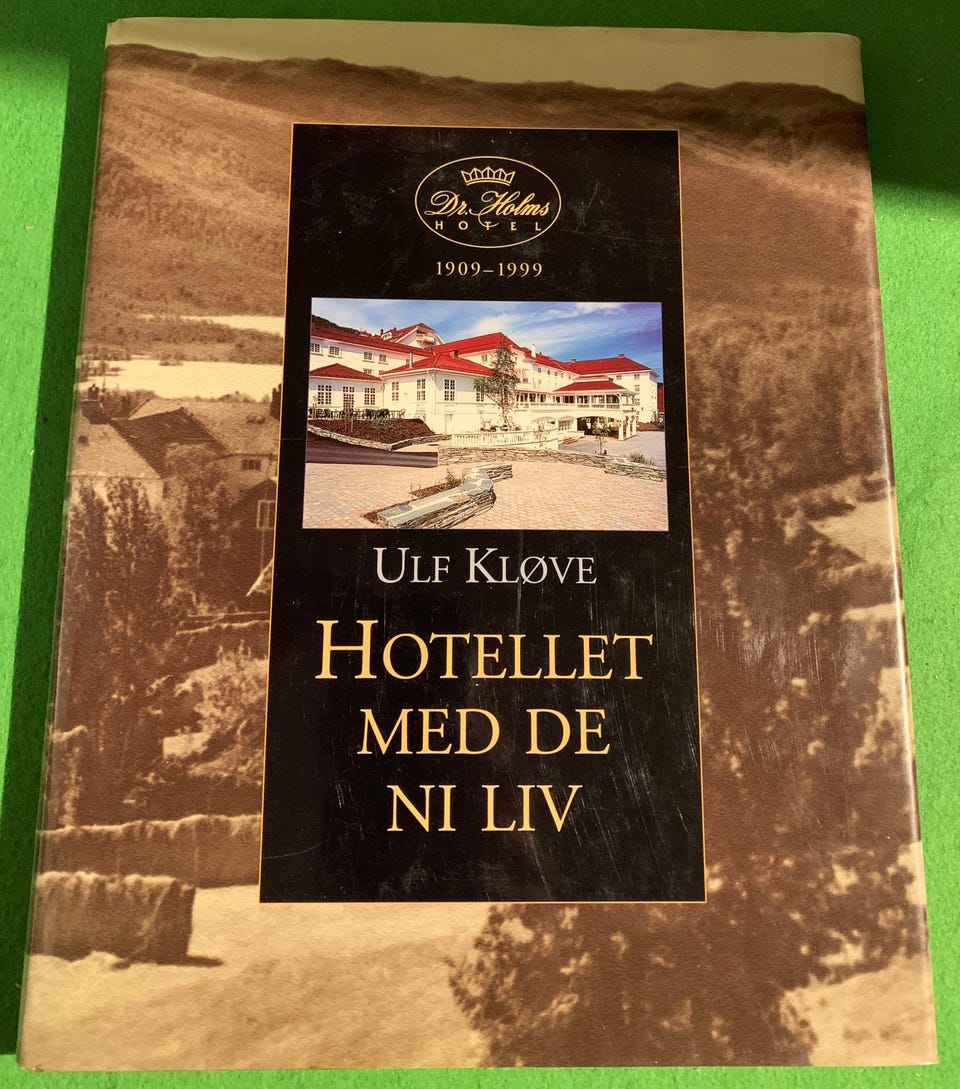 Dr. Holms
HOTEL
1909–1999
ULF KLØVE
HOTELLET
MED DE
NI LIV